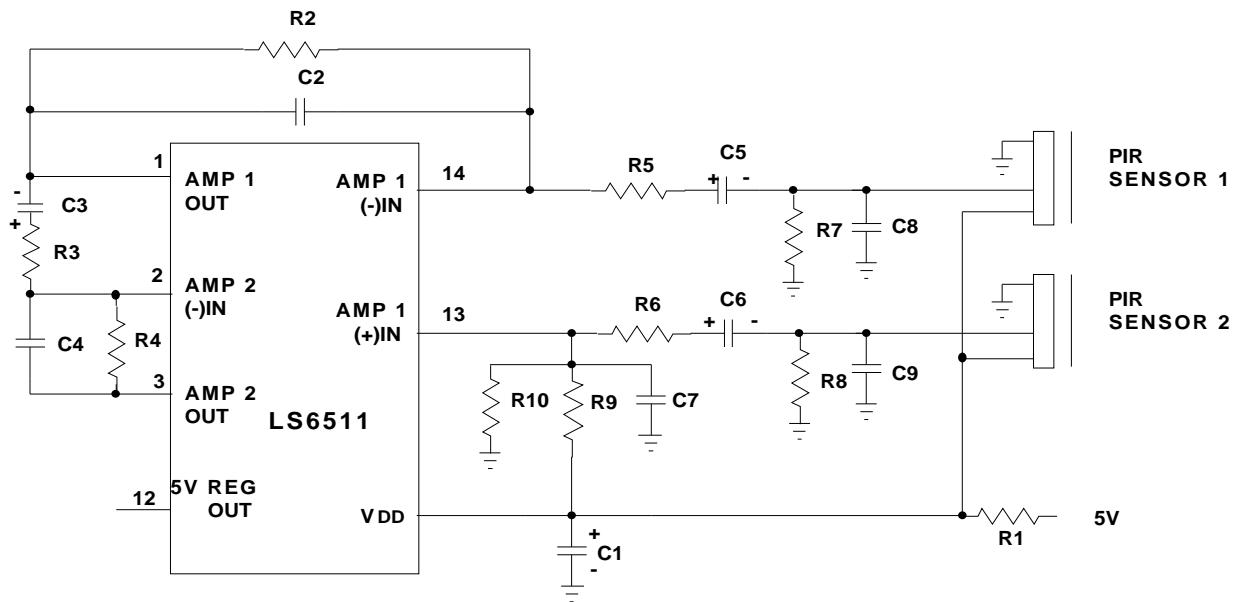 R2
C2
1
AMP 1
OUT
AMP 1
(-)IN
14
R5
C5
+ -
PIR
SENSOR 1
-
C3
+
R3
R7
C8
2
AMP 2
(-)IN
AMP 1
(+)IN
13
R6
C6
+ -
PIR
SENSOR 2
C4
R4
3
AMP 2
OUT
R8
C9
R10
R9
C7
LS6511
12
5V REG
OUT
VDD
R1
5V
+
C1
-